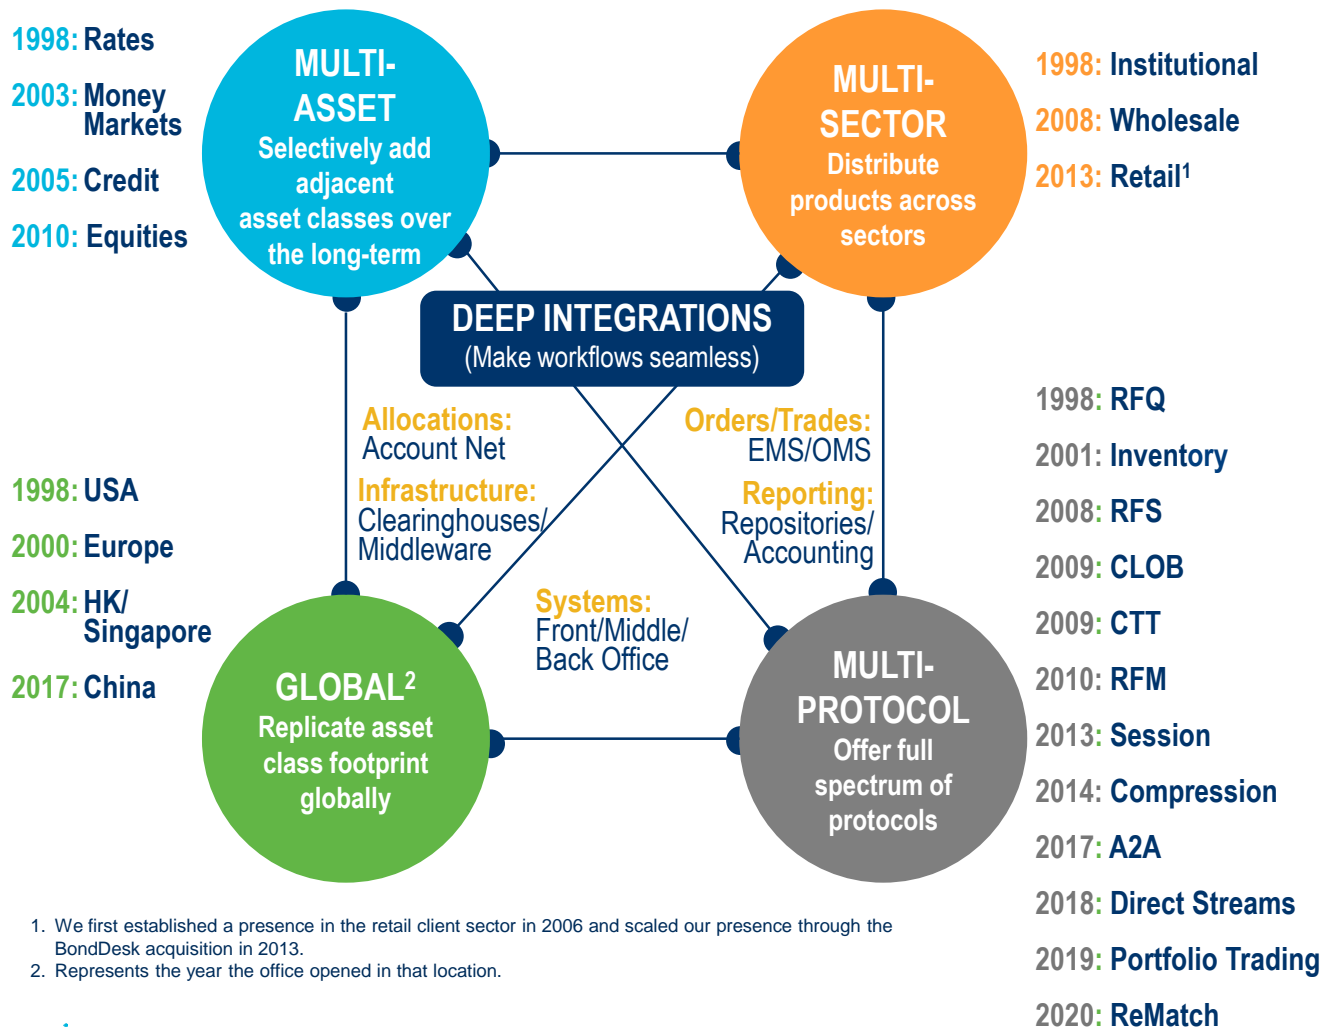 1998: Rates
2003: Money
Markets
2005: Credit
2010: Equities
MULTI-
ASSET
Selectively add
adjacent
asset classes over
the long-term
MULTI-
SECTOR
Distribute
products across
sectors
1998: Institutional
2008: Wholesale
2013: Retail¹
DEEP INTEGRATIONS
(Make workflows seamless)
Allocations:
Account Net
Infrastructure:
Clearinghouses/
Middleware
Orders/Trades:
EMS/OMS
Reporting:
Repositories/
Accounting
Systems:
Front/Middle/
Back Office
1998: USA
2000: Europe
2004: HK/
Singapore
2017: China
GLOBAL²
Replicate asset
class footprint
globally
MULTI-
PROTOCOL
Offer full
spectrum of
protocols
1998: RFQ
2001: Inventory
2008: RFS
2009: CLOB
2009: CTT
2010: RFM
2013: Session
2014: Compression
2017: A2A
2018: Direct Streams
2019: Portfolio Trading
2020: ReMatch
1. We first established a presence in the retail client sector in 2006 and scaled our presence through the
BondDesk acquisition in 2013.
2. Represents the year the office opened in that location.